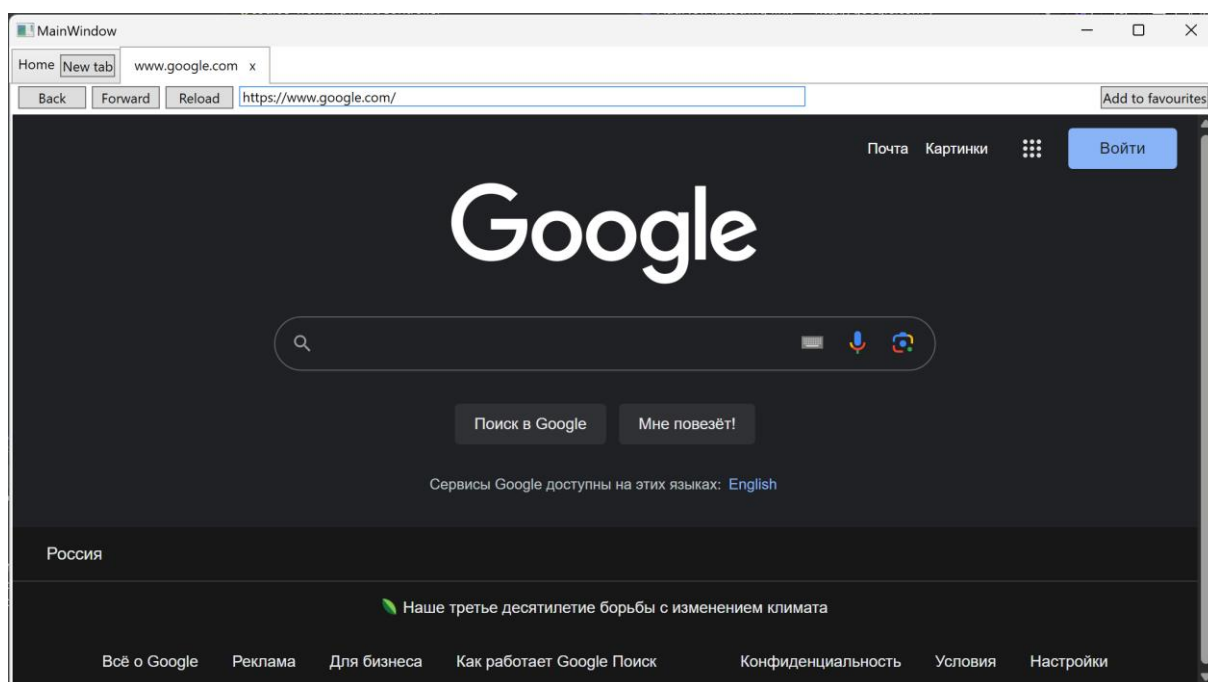 MainWindow
Home New tab www.google.com x
Back Forward Reload https://www.google.com/ Add to favourites
Почта Картинки Войти
Google
Поиск в Google Мне повезёт!
Сервисы Google доступны на этих языках: English
Россия
Наше третье десятилетие борьбы с изменением климата
Всё о Google Реклама Для бизнеса Как работает Google Поиск Конфиденциальность Условия Настройки